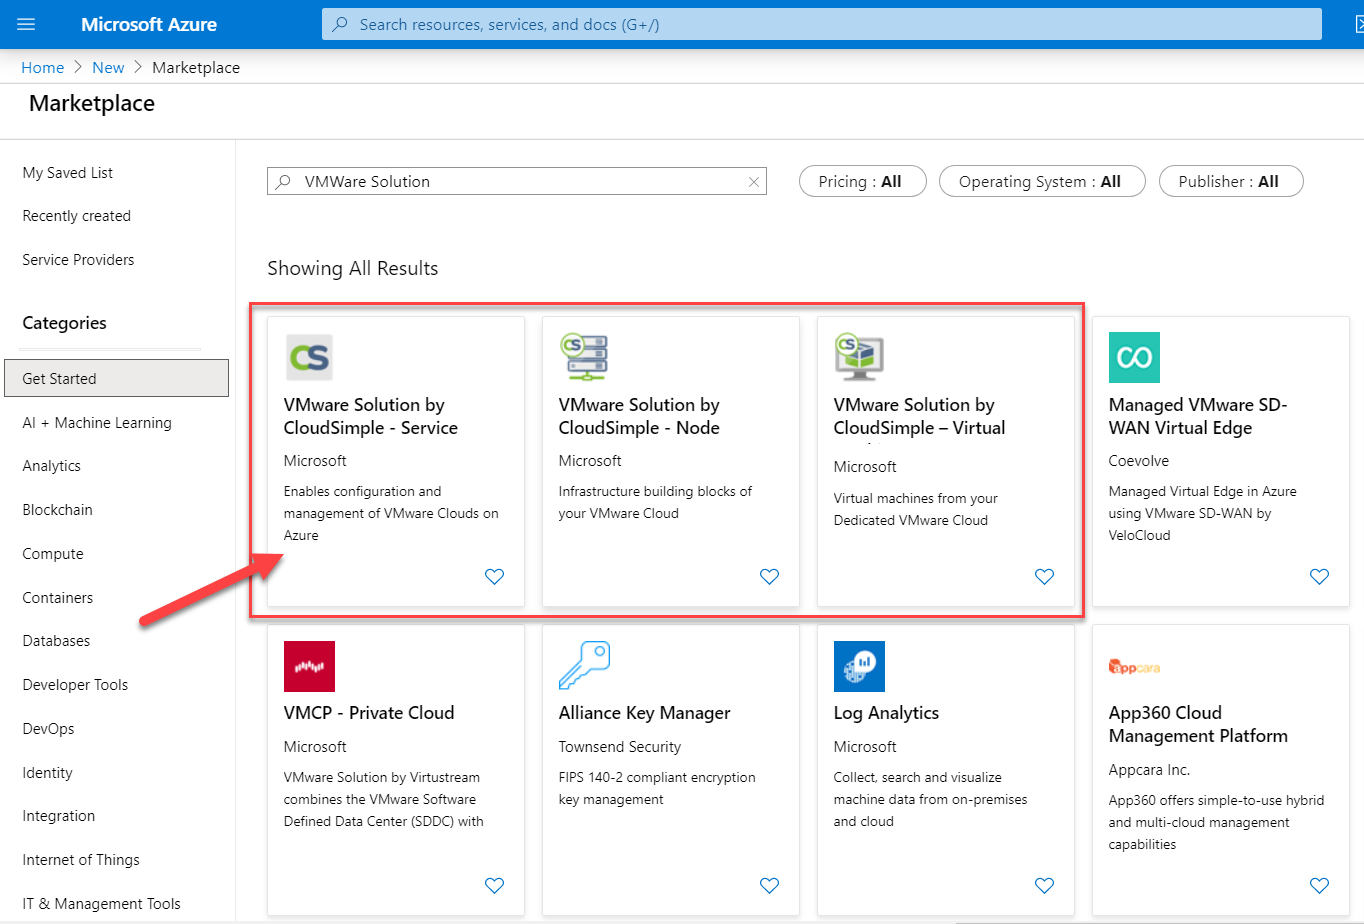 Microsoft Azure
Search resources, services, and docs (G+/)
Home > New > Marketplace
Marketplace
My Saved List
Recently created
Service Providers
Categories
Get Started
AI + Machine Learning
Analytics
Blockchain
Compute
Containers
Databases
Developer Tools
DevOps
Identity
Integration
Internet of Things
IT & Management Tools
VMWare Solution
Pricing : All
Operating System : All
Publisher : All
Showing All Results
CS
VMware Solution by
CloudSimple - Service
Microsoft
Enables configuration and
management of VMware Clouds on
Azure
CS
VMware Solution by
CloudSimple - Node
Microsoft
Infrastructure building blocks of
your VMware Cloud
CS
VMware Solution by
CloudSimple – Virtual
Microsoft
Virtual machines from your
Dedicated VMware Cloud
Managed VMware SD-
WAN Virtual Edge
Coevolve
Managed Virtual Edge in Azure
using VMware SD-WAN by
VeloCloud
VMCP - Private Cloud
Microsoft
VMware Solution by Virtustream
combines the VMware Software
Defined Data Center (SDDC) with
Alliance Key Manager
Townsend Security
FIPS 140-2 compliant encryption
key management
Log Analytics
Microsoft
Collect, search and visualize
machine data from on-premises
and cloud
appcara
App360 Cloud
Management Platform
Appcara Inc.
App360 offers simple-to-use hybrid
and multi-cloud management
capabilities